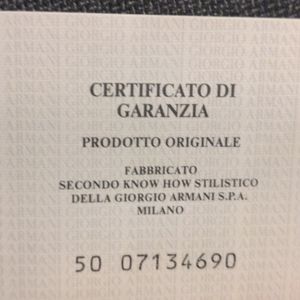 CERTIFICATO DI
GARANZIA
PRODOTTO ORIGINALE
FABBRICATO
SECONDO KNOW HOW STILISTICO
DELLA GIORGIO ARMANI S.P.A.
MILANO
50 07134690